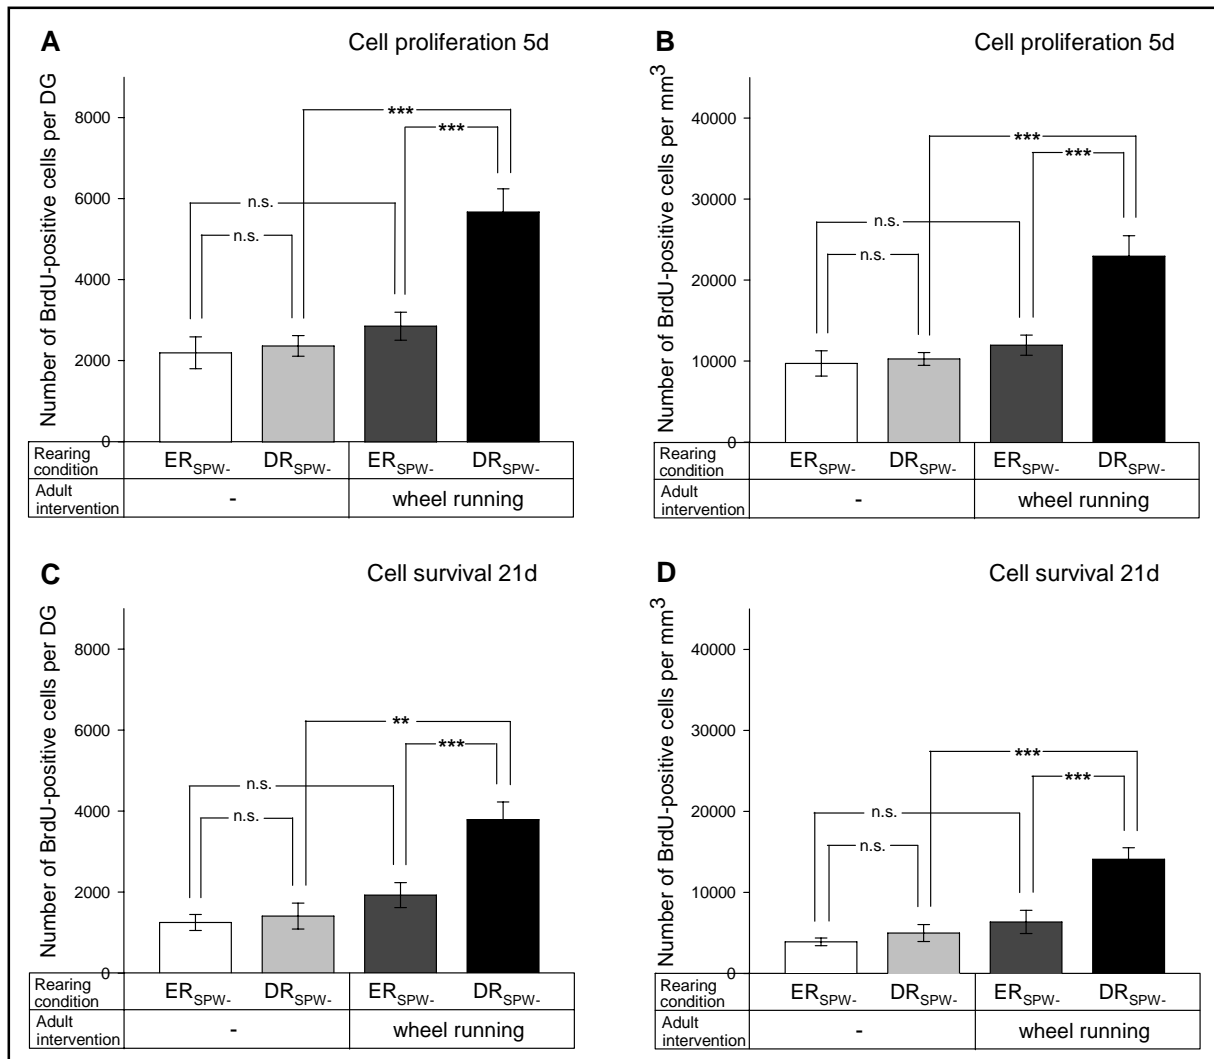 A
Cell proliferation 5d
Number of BrdU-positive cells per DG
8000
6000
4000
2000
0
***
***
n.s.
n.s.
Rearing condition
ER_SPW-
DR_SPW-
ER_SPW-
DR_SPW-
Adult intervention
-
wheel running
B
Cell proliferation 5d
Number of BrdU-positive cells per mm³
40000
30000
20000
10000
0
***
***
n.s.
n.s.
Rearing condition
ER_SPW-
DR_SPW-
ER_SPW-
DR_SPW-
Adult intervention
-
wheel running
C
Cell survival 21d
Number of BrdU-positive cells per DG
8000
6000
4000
2000
0
**
***
n.s.
n.s.
Rearing condition
ER_SPW-
DR_SPW-
ER_SPW-
DR_SPW-
Adult intervention
-
wheel running
D
Cell survival 21d
Number of BrdU-positive cells per mm³
40000
30000
20000
10000
0
***
***
n.s.
n.s.
Rearing condition
ER_SPW-
DR_SPW-
ER_SPW-
DR_SPW-
Adult intervention
-
wheel running